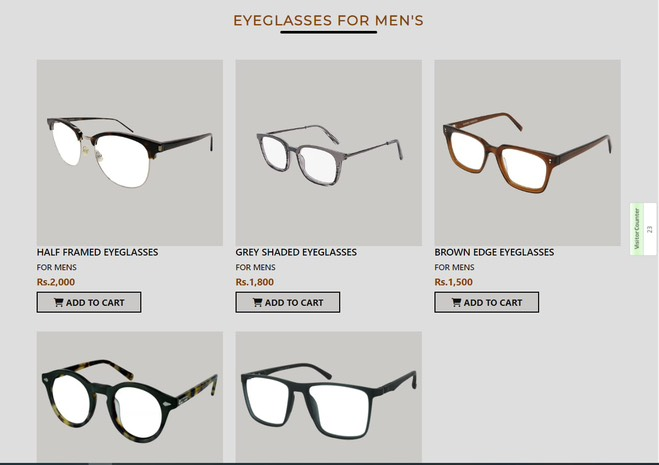 EYEGLASSES FOR MEN'S
HALF FRAMED EYEGLASSES
FOR MENS
Rs.2,000
ADD TO CART
GREY SHADED EYEGLASSES
FOR MENS
Rs.1,800
ADD TO CART
BROWN EDGE EYEGLASSES
FOR MENS
Rs.1,500
ADD TO CART
Visitor Counter
23